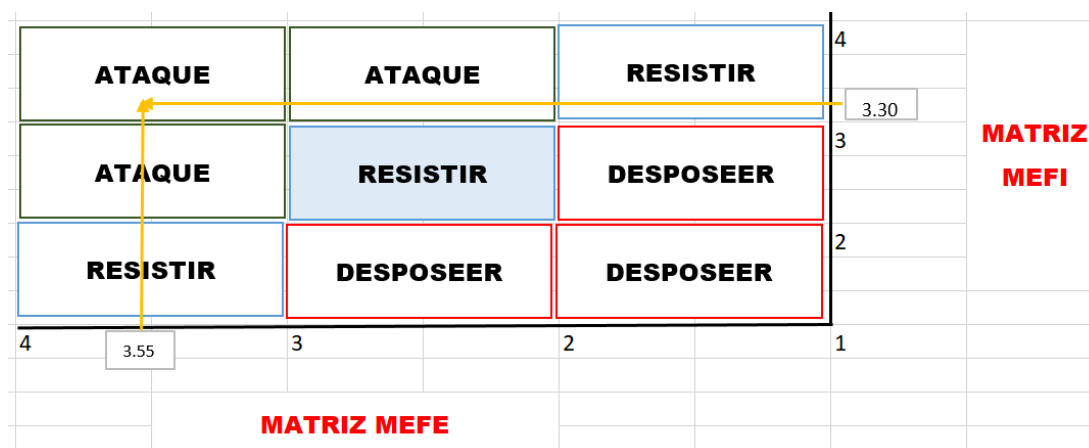 ATAQUE
ATAQUE
RESISTIR
4
3.30
3
MATRIZ
MEFI
ATAQUE
RESISTIR
DESPOSEER
2
RESISTIR
DESPOSEER
DESPOSEER
4
3.55
3
2
1
MATRIZ MEFE